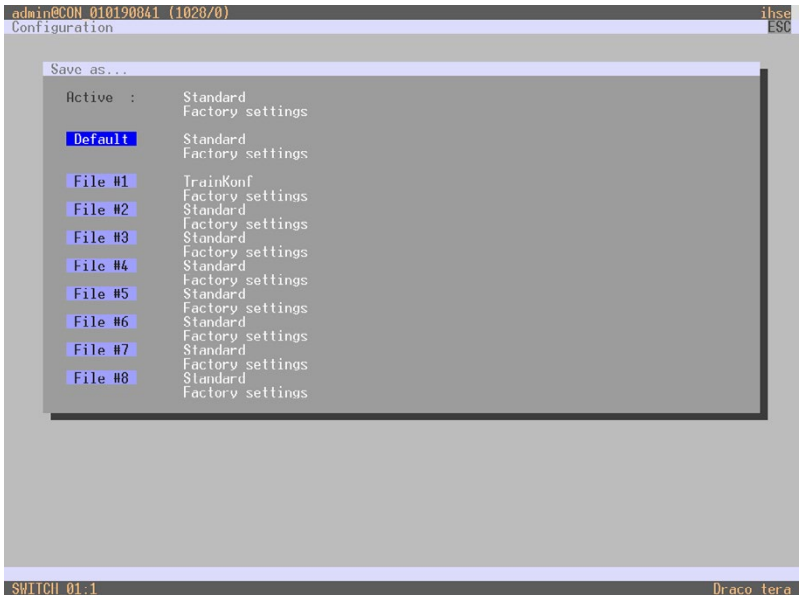 admin@CON_010190841 (1028/0) ihse
Configuration ESC
Save as...
Active : Standard
Factory settings
Default Standard
Factory settings
File #1 TrainKonf
Factory settings
File #2 Standard
Factory settings
File #3 Standard
Factory settings
File #4 Standard
Factory settings
File #5 Standard
Factory settings
File #6 Standard
Factory settings
File #7 Standard
Factory settings
File #8 Standard
Factory settings
SWITCH 01:1 Draco tera